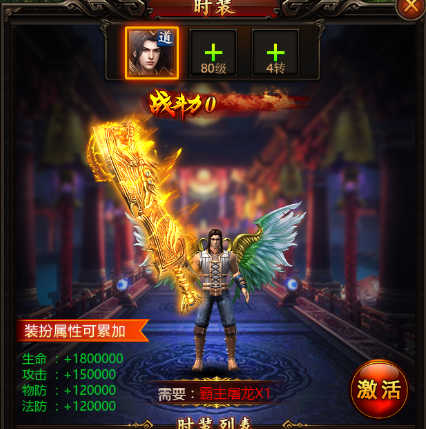 时装
道
80级
4转
战斗力0
装扮属性可累加
生命：+1800000
攻击：+150000
物防：+120000
法防：+120000
需要：霸主屠龙X1
激活
时装列表